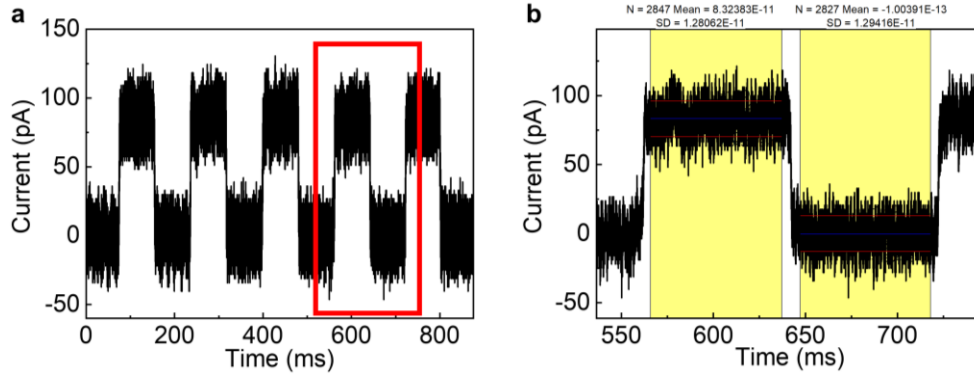 a
150
100
50
0
-50
Current (pA)
0 200 400 600 800
Time (ms)
b
N = 2847 Mean = 8.32383E-11
SD = 1.28062E-11
N = 2827 Mean = -1.00391E-13
SD = 1.29416E-11
150
100
50
0
-50
Current (pA)
550 600 650 700
Time (ms)